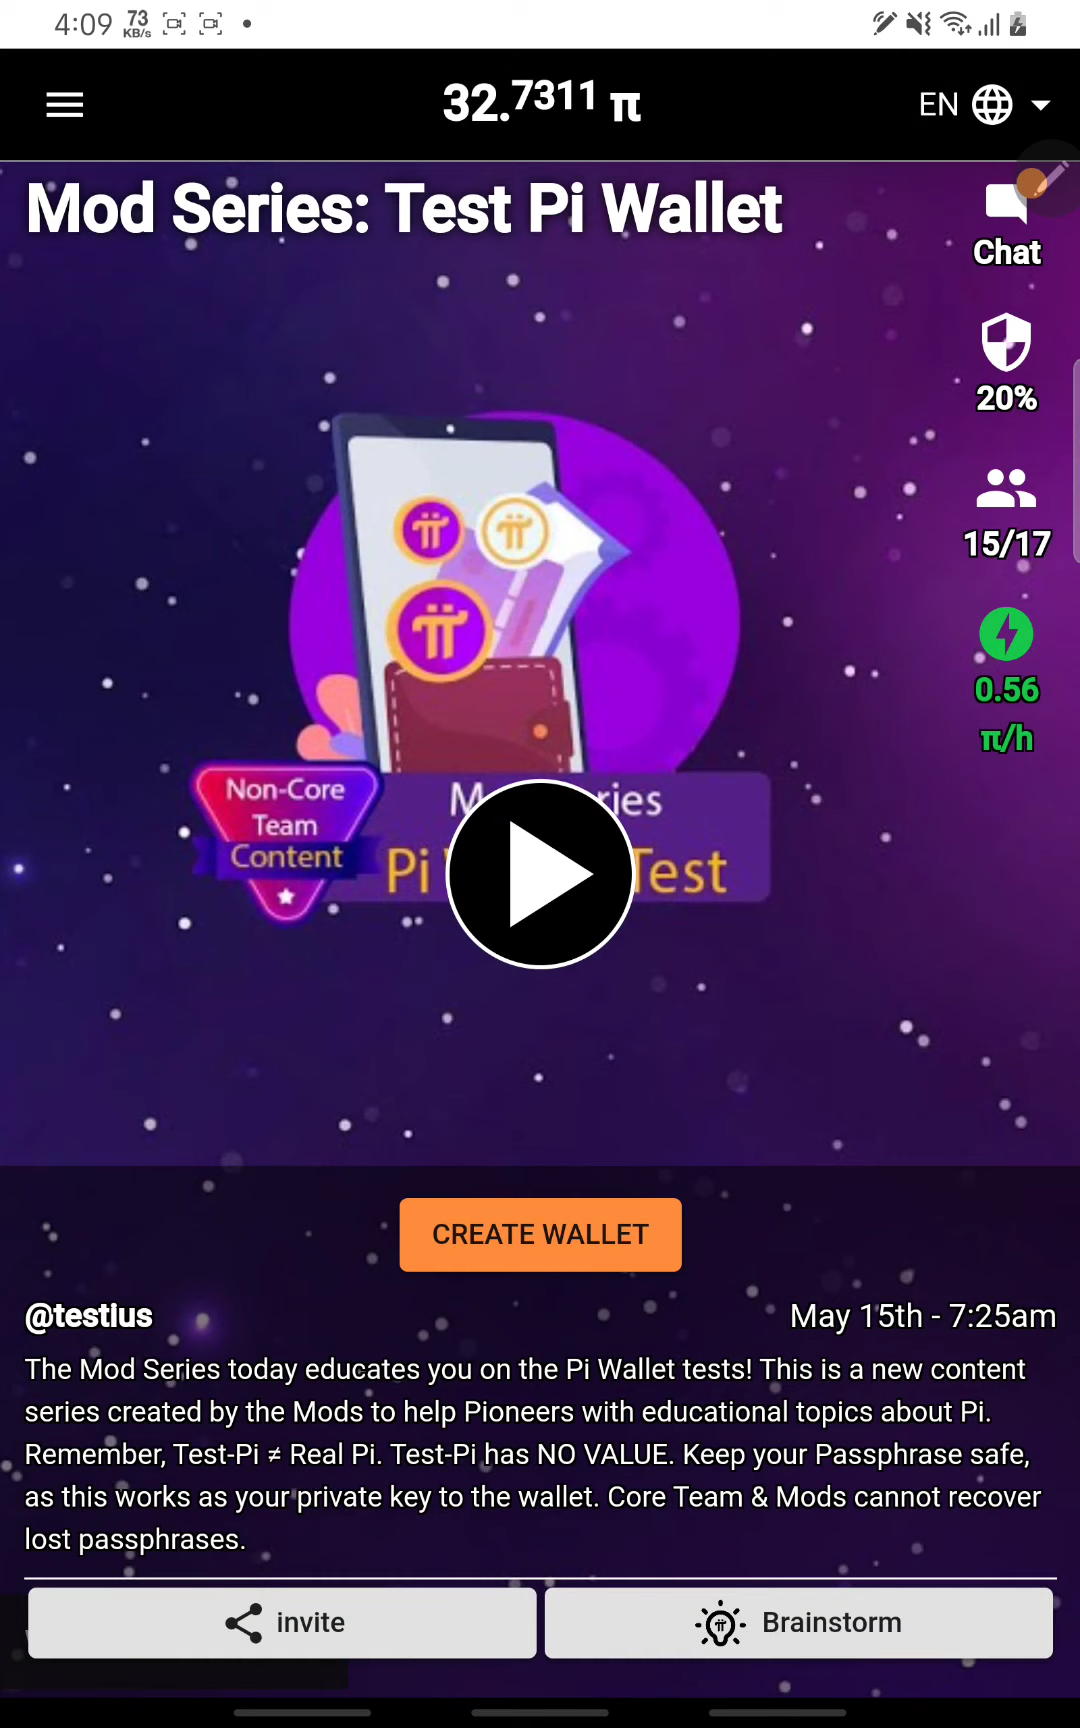 4:09 73 KB/s
32.7311 π EN
Mod Series: Test Pi Wallet
Chat
20%
15/17
0.56
π/h
Non-Core
Team
Content
Pi Test
CREATE WALLET
@testius May 15th - 7:25am
The Mod Series today educates you on the Pi Wallet tests! This is a new content
series created by the Mods to help Pioneers with educational topics about Pi.
Remember, Test-Pi ≠ Real Pi. Test-Pi has NO VALUE. Keep your Passphrase safe,
as this works as your private key to the wallet. Core Team & Mods cannot recover
lost passphrases.
invite Brainstorm